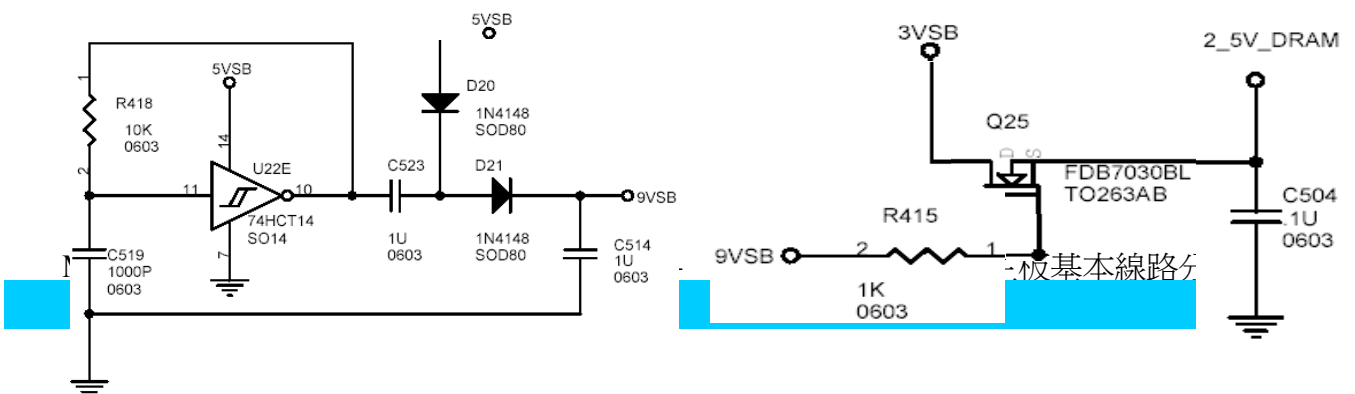 5VSB
5VSB
1
R418
10K
0603
2
14
D20
1N4148
SOD80
U22E
11
10
74HCT14
SO14
7
C523
1U
0603
D21
1N4148
SOD80
9VSB
C519
1000P
0603
C514
1U
0603
3VSB
2_5V_DRAM
Q25
D
S
FDB7030BL
TO263AB
C504
.1U
0603
R415
9VSB
2
1
1K
0603
板基本線路分